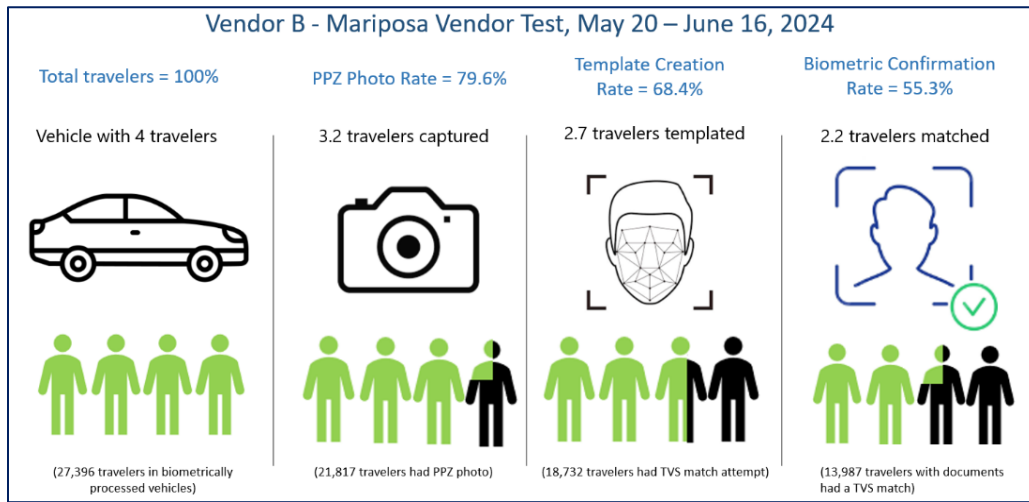 Vendor B - Mariposa Vendor Test, May 20 – June 16, 2024
Total travelers = 100%
PPZ Photo Rate = 79.6%
Template Creation
Rate = 68.4%
Biometric Confirmation
Rate = 55.3%
Vehicle with 4 travelers
3.2 travelers captured
2.7 travelers templated
2.2 travelers matched
(27,396 travelers in biometrically
processed vehicles)
(21,817 travelers had PPZ photo)
(18,732 travelers had TVS match attempt)
(13,987 travelers with documents
had a TVS match)